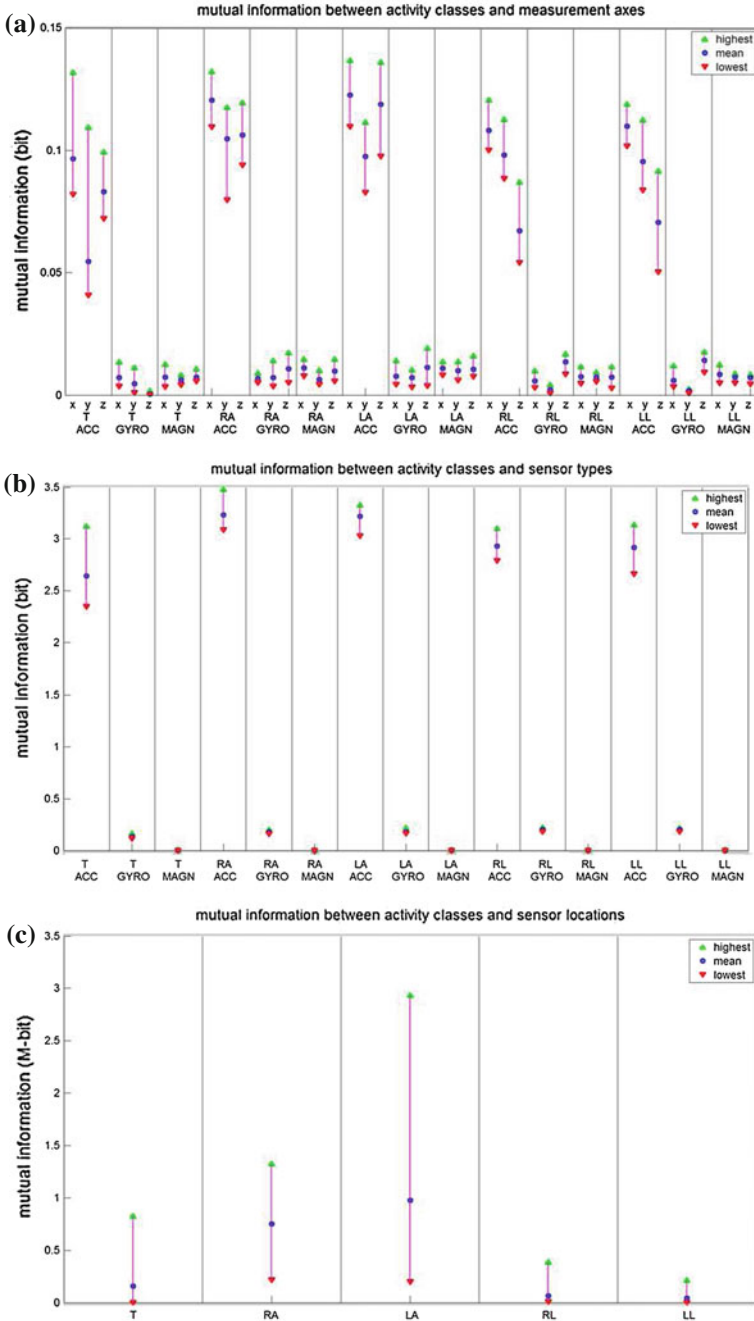 (a)
mutual information between activity classes and measurement axes
highest
mean
lowest
mutual information (bit)
0.15
0.1
0.05
0
x y z x y z x y z x y z x y z x y z x y z x y z x y z x y z x y z x y z x y z x y z x y z
T T T RA RA RA LA LA LA RL RL RL LL LL LL
ACC GYRO MAGN ACC GYRO MAGN ACC GYRO MAGN ACC GYRO MAGN ACC GYRO MAGN
(b)
mutual information between activity classes and sensor types
highest
mean
lowest
mutual information (bit)
3.5
3
2.5
2
1.5
1
0.5
0
T T T RA RA RA LA LA LA RL RL RL LL LL LL
ACC GYRO MAGN ACC GYRO MAGN ACC GYRO MAGN ACC GYRO MAGN ACC GYRO MAGN
(c)
mutual information between activity classes and sensor locations
highest
mean
lowest
mutual information (M-bit)
3.5
3
2.5
2
1.5
1
0.5
0
T RA LA RL LL